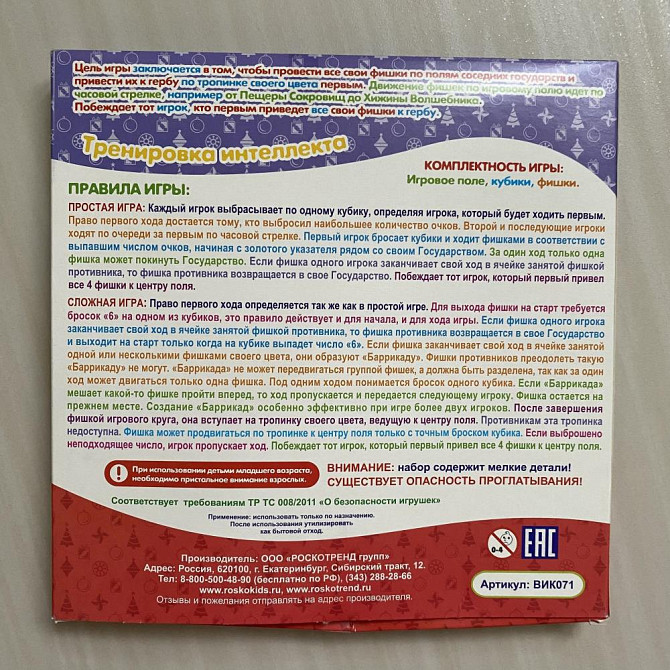 Цель игры заключается в том, чтобы провести все свои фишки по полям соседних государств и
привести их к гербу по тропинке своего цвета первым. Движение фишек по игровому полю идет по
часовой стрелке, например от Пещеры Сокровищ до Хижины Волшебника.
Побеждает тот игрок, кто первым приведет все свои фишки к гербу.
Тренировка интеллекта
КОМПЛЕКТНОСТЬ ИГРЫ:
Игровое поле, кубики, фишки.
ПРАВИЛА ИГРЫ:
ПРОСТАЯ ИГРА: Каждый игрок выбрасывает по одному кубику, определяя игрока, который будет ходить первым.
Право первого хода достается тому, кто выбросил наибольшее количество очков. Второй и последующие игроки
ходят по очереди за первым по часовой стрелке. Первый игрок бросает кубики и ходит фишками в соответствии с
выпавшим числом очков, начиная с золотого указателя рядом со своим Государством. За один ход только одна
фишка может покинуть Государство. Если фишка одного игрока заканчивает свой ход в ячейке занятой фишкой
противника, то фишка противника возвращается в свое Государство. Побеждает тот игрок, который первый привел
все 4 фишки к центру поля.
СЛОЖНАЯ ИГРА: Право первого хода определяется так же как в простой игре. Для выхода фишки на старт требуется
бросок «6» на одном из кубиков, это правило действует и для начала, и для хода игры. Если фишка одного игрока
заканчивает свой ход в ячейке занятой фишкой противника, то фишка противника возвращается в свое Государство
и выходит на старт только когда на кубике выпадет число «6». Если фишка заканчивает свой ход в ячейке занятой
одной или несколькими фишками своего цвета, они образуют «Баррикаду». Фишки противников преодолеть такую
«Баррикаду» не могут. «Баррикада» не может передвигаться группой фишек, а должна быть разделена, так как за один
ход может двигаться только одна фишка. Под одним ходом понимается бросок одного кубика. Если «Баррикада»
мешает какой-то фишке пройти вперед, то ход пропускается и передается следующему игроку. Фишка остается на
прежнем месте. Создание «Баррикад» особенно эффективно при игре более двух игроков. После завершения
фишкой игрового круга, она вступает на тропинку своего цвета, ведущую к центру поля. Противникам эта тропинка
недоступна. Фишка может продвигаться по тропинке к центру поля только с точным броском кубика. Если выброшено
неподходящее число, игрок пропускает ход. Побеждает тот игрок, который первый привел все 4 фишки к центру поля.
При использовании детьми младшего возраста,
необходимо пристальное внимание взрослых.
ВНИМАНИЕ: набор содержит мелкие детали!
СУЩЕСТВУЕТ ОПАСНОСТЬ ПРОГЛАТЫВАНИЯ!
Соответствует требованиям ТР ТС 008/2011 «О безопасности игрушек»
Применение: использовать только по назначению.
После использования утилизировать
как бытовой отход.
Производитель: ООО «РОСКОТРЕНД групп»
Адрес: Россия, 620100, г. Екатеринбург, Сибирский тракт, 12.
Тел.: 8-800-500-48-90 (бесплатно по РФ), (343) 288-28-66
www.roskokids.ru, www.roskotrend.ru
Отзывы и пожелания отправлять на адрес производителя.
0-4
ЕАС
Артикул: ВИК071